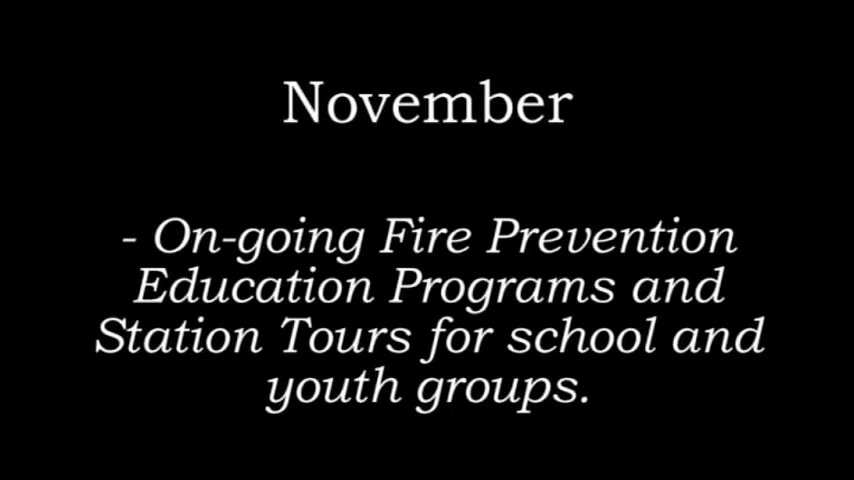 November
- On-going Fire Prevention
Education Programs and
Station Tours for school and
youth groups.